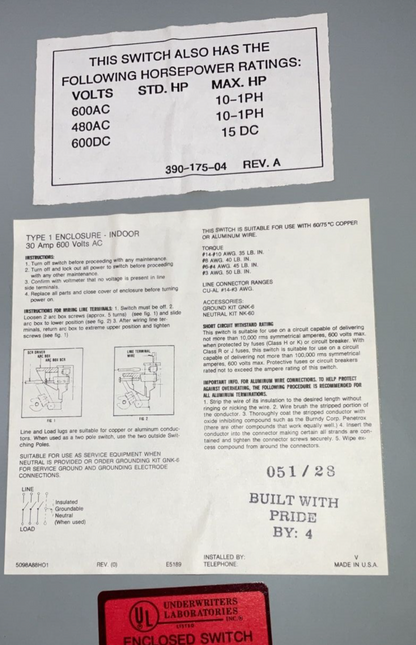 THIS SWITCH ALSO HAS THE
FOLLOWING HORSEPOWER RATINGS:
VOLTS STD. HP MAX. HP
600AC 10-1PH
480AC 10-1PH
600DC 15 DC
390-175-04 REV. A
TYPE 1 ENCLOSURE - INDOOR
30 Amp 600 Volts AC
INSTRUCTIONS:
1. Turn off switch before proceeding with any maintenance.
2. Turn off and lock out all power to switch before proceeding
with any other maintenance.
3. Confirm with voltmeter that no voltage is present in line
side terminals.
4. Replace all parts and close cover of enclosure before turning
power on.
INSTRUCTIONS FOR WIRING LINE TERMINALS: 1. Switch must be off. 2.
Loosen 2 arc box screws (approx. 5 turns) (see fig. 1) and slide
arc box to lower position (see fig. 2) 3. After wiring line ter-
minals, return arc box to extreme upper position and tighten
screws (see fig. 1)
ARC BOX
LINE TERMINAL
WIRE
FIG. 1
FIG. 2
Line and Load lugs are suitable for copper or aluminum conduc-
tors. When used as a two pole switch, use the two outside Swit-
ching Poles.
SUITABLE FOR USE AS SERVICE EQUIPMENT WHEN
NEUTRAL IS PROVIDED OR ORDER GROUNDING KIT GNK-6
FOR SERVICE GROUND AND GROUNDING ELECTRODE
CONNECTIONS.
LINE
Insulated
Groundable
Neutral
(When used)
LOAD
5098A86HO1 REV. (0) E5189
THIS SWITCH IS SUITABLE FOR USE WITH 60/75°C COPPER
OR ALUMINUM WIRE.
TORQUE
#14-#10 AWG. 35 LB. IN.
#8 AWG. 40 LB. IN.
#6-#4 AWG. 45 LB. IN.
#3 AWG. 50 LB. IN.
LINE CONNECTOR RANGES
CU-AL #14-#3 AWG.
ACCESSORIES:
GROUND KIT GNK-6
NEUTRAL KIT NK-60
SHORT CIRCUIT WITHSTAND RATING
This switch is suitable for use on a circuit capable of delivering
not more than 10,000 rms symmetrical amperes, 600 volts max.
when protected by fuses (Class H or K) or circuit breaker. With
Class R or J fuses, this switch is suitable for use on a circuit
capable of delivering not more than 100,000 rms symmetrical
amperes, 600 volts max. Protective fuses or circuit breakers
rated not to exceed the ampere rating of this switch.
IMPORTANT INFO. FOR ALUMINUM WIRE CONNECTIONS. TO HELP PROTECT
AGAINST OVERHEATING, THE FOLLOWING PROCEDURE IS RECOMMENDED FOR
ALL ALUMINUM TERMINATIONS.
1. Strip the wire of its insulation to the desired length without
ringing or nicking the wire. 2. Wire brush the stripped portion of
the conductor. 3. Thoroughly coat the stripped conductor with
oxide inhibiting compound such as the Burndy Corp. Penetrox
(there are other compounds that work equally well.) 4. Insert the
conductor into the connector making certain all strands are con-
tained and tighten the connector screws securely. 5. Wipe ex-
cess compound from around the connectors.
051/28
BUILT WITH
PRIDE
BY: 4
INSTALLED BY: V
TELEPHONE: MADE IN U.S.A.
UL UNDERWRITERS
LABORATORIES
INC.®
ENCLOSED SWITCH